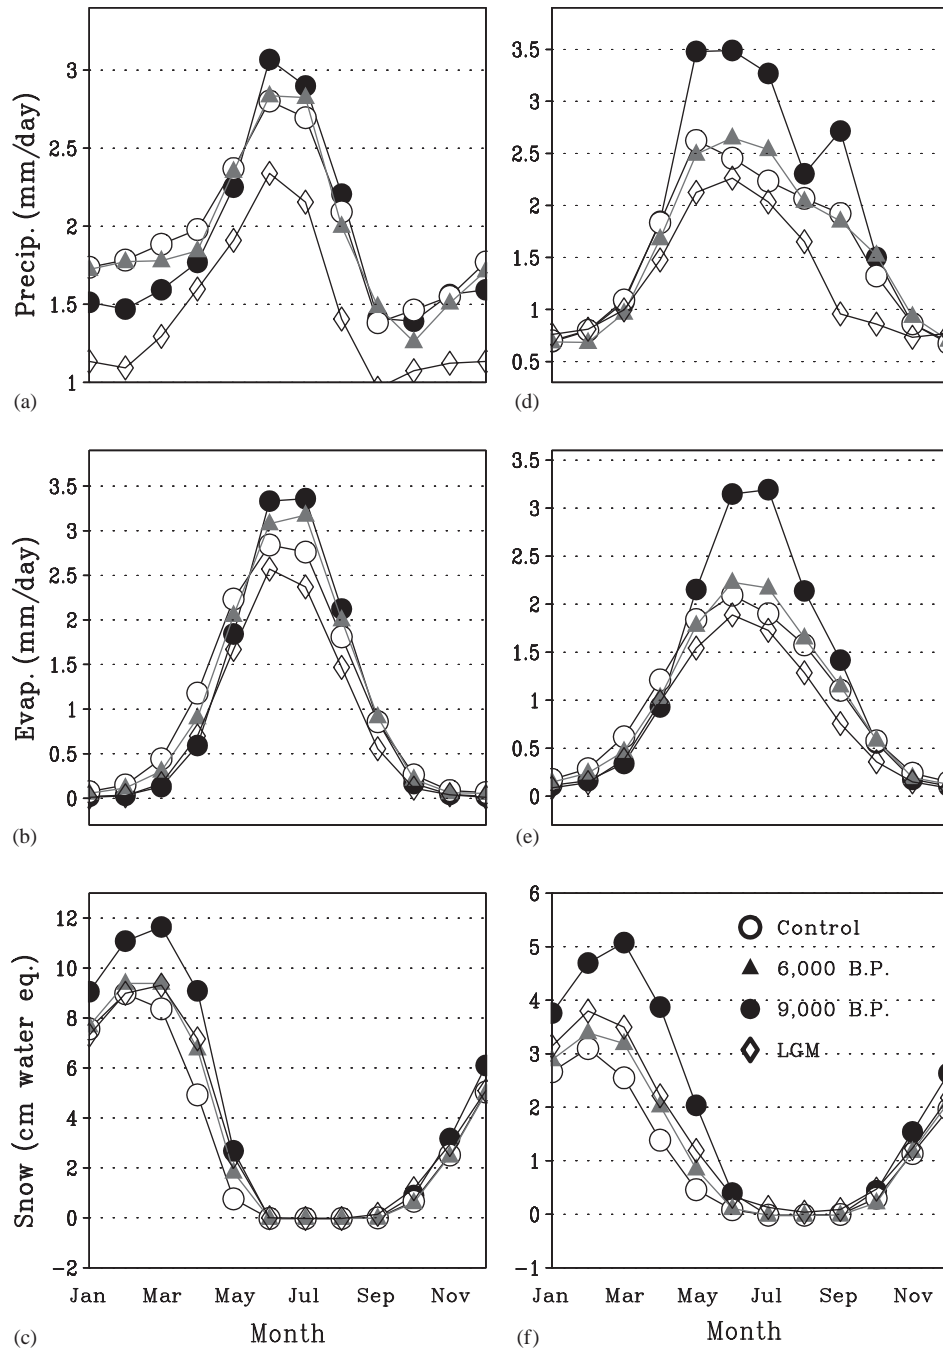 Precip. (mm/day)
3
2.5
2
1.5
1
(a)
3.5
3
2.5
2
1.5
1
0.5
(d)
Evap. (mm/day)
3.5
3
2.5
2
1.5
1
0.5
0
(b)
3.5
3
2.5
2
1.5
1
0.5
0
(e)
Snow (cm water eq.)
12
10
8
6
4
2
0
-2
Jan Mar May Jul Sep Nov
Month
(c)
6
5
4
3
2
1
0
-1
Control
6,000 B.P.
9,000 B.P.
LGM
Jan Mar May Jul Sep Nov
Month
(f)